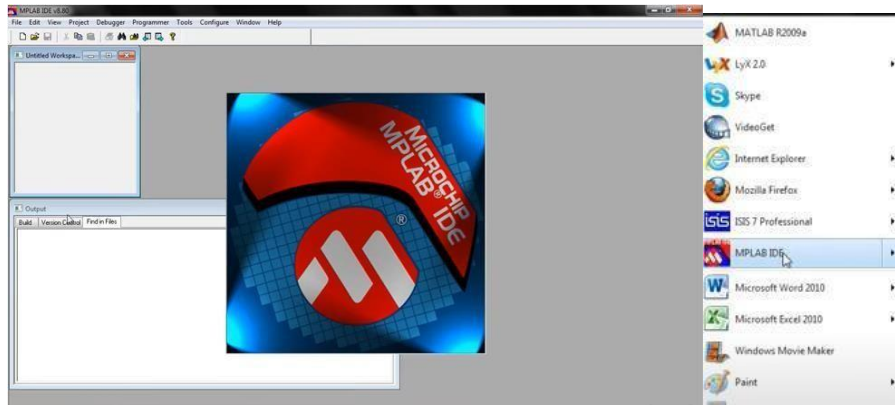 MPLAB IDE v8.80
File Edit View Project Debugger Programmer Tools Configure Window Help
Untitled Workspa...
Output
Build Version Control Find in Files
MICROCHIP
MPLAB® IDE
®
MATLAB R2009a
LyX 2.0
Skype
VideoGet
Internet Explorer
Mozilla Firefox
isis ISIS 7 Professional
MPLAB IDE
Microsoft Word 2010
Microsoft Excel 2010
Windows Movie Maker
Paint